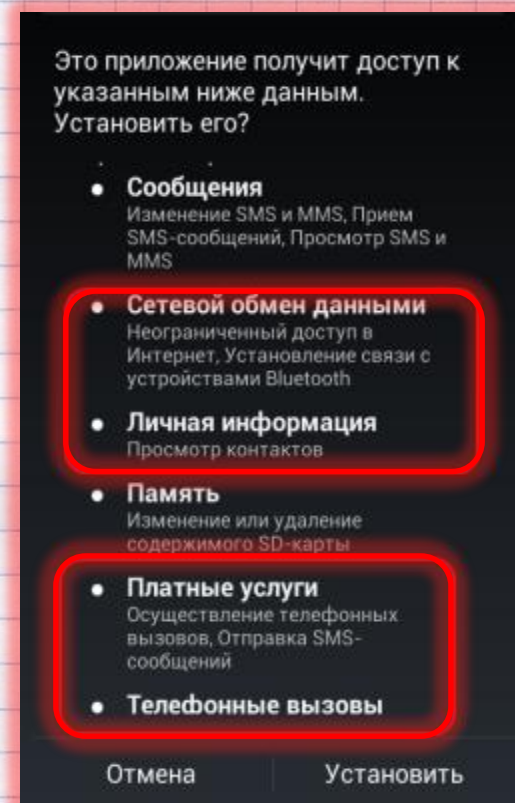 Это приложение получит доступ к
указанным ниже данным.
Установить его?
• Сообщения
Изменение SMS и MMS, Прием
SMS-сообщений, Просмотр SMS и
MMS
• Сетевой обмен данными
Неограниченный доступ в
Интернет, Установление связи с
устройствами Bluetooth
• Личная информация
Просмотр контактов
• Память
Изменение или удаление
содержимого SD-карты
• Платные услуги
Осуществление телефонных
вызовов, Отправка SMS-
сообщений
• Телефонные вызовы
Отмена
Установить